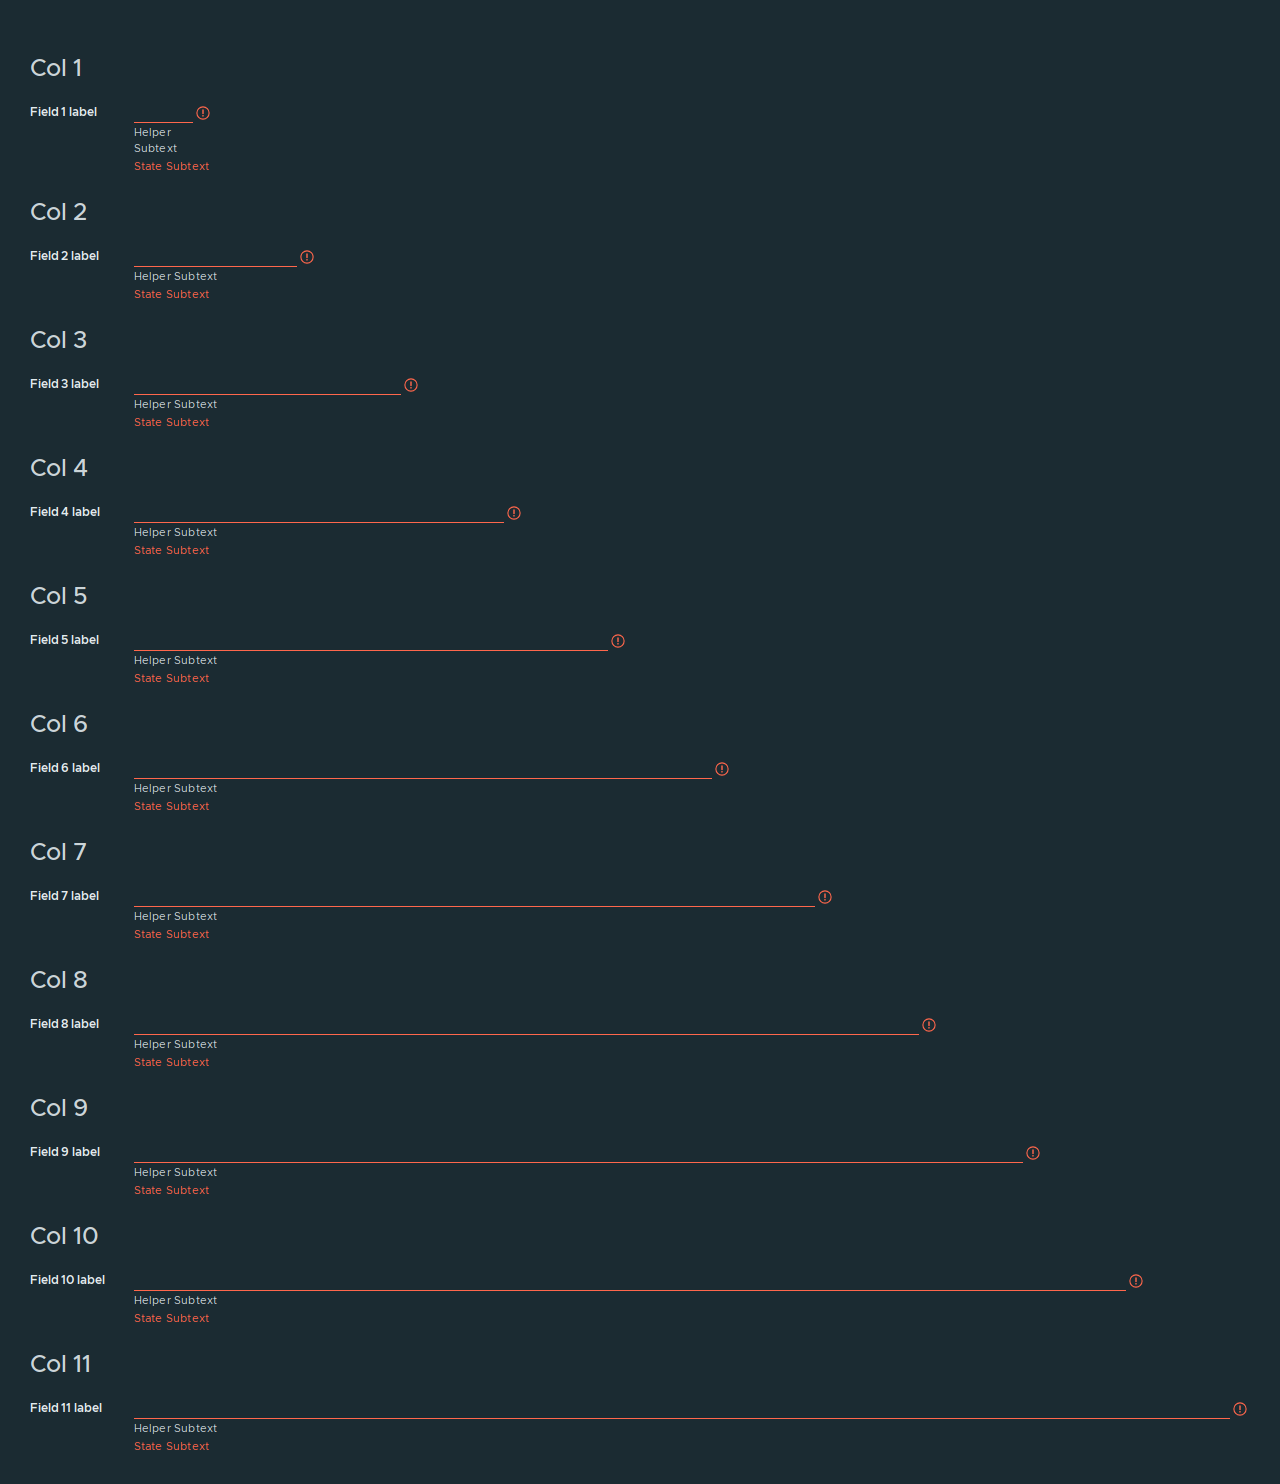 Col 1
Field 1 label
Helper
Subtext
State Subtext
Col 2
Field 2 label
Helper Subtext
State Subtext
Col 3
Field 3 label
Helper Subtext
State Subtext
Col 4
Field 4 label
Helper Subtext
State Subtext
Col 5
Field 5 label
Helper Subtext
State Subtext
Col 6
Field 6 label
Helper Subtext
State Subtext
Col 7
Field 7 label
Helper Subtext
State Subtext
Col 8
Field 8 label
Helper Subtext
State Subtext
Col 9
Field 9 label
Helper Subtext
State Subtext
Col 10
Field 10 label
Helper Subtext
State Subtext
Col 11
Field 11 label
Helper Subtext
State Subtext